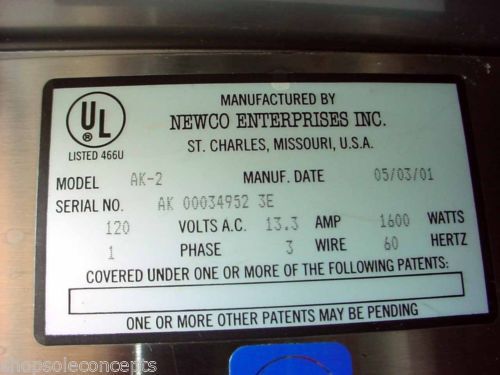 MANUFACTURED BY
UL
®
NEWCO ENTERPRISES INC.
LISTED 466U
ST. CHARLES, MISSOURI, U.S.A.
MODEL AK-2 MANUF. DATE 05/03/01
SERIAL NO. AK 00034952 3E
120 VOLTS A.C. 13.3 AMP 1600 WATTS
1 PHASE 3 WIRE 60 HERTZ
COVERED UNDER ONE OR MORE OF THE FOLLOWING PATENTS:
ONE OR MORE OTHER PATENTS MAY BE PENDING
shopsoleconcepts